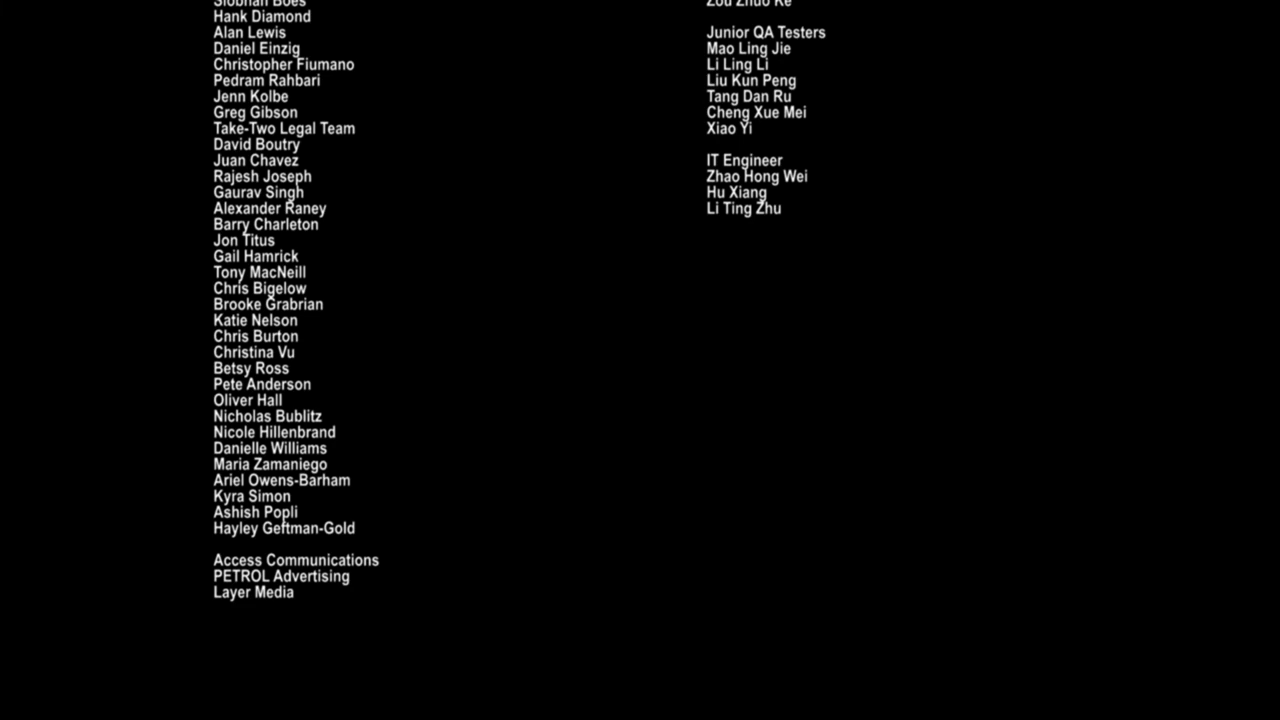 Siobhan Boes
Hank Diamond
Alan Lewis
Daniel Einzig
Christopher Fiumano
Pedram Rahbari
Jenn Kolbe
Greg Gibson
Take-Two Legal Team
David Boutry
Juan Chavez
Rajesh Joseph
Gaurav Singh
Alexander Raney
Barry Charleton
Jon Titus
Gail Hamrick
Tony MacNeill
Chris Bigelow
Brooke Grabrian
Katie Nelson
Chris Burton
Christina Vu
Betsy Ross
Pete Anderson
Oliver Hall
Nicholas Bublitz
Nicole Hillenbrand
Danielle Williams
Maria Zamaniego
Ariel Owens-Barham
Kyra Simon
Ashish Popli
Hayley Geftman-Gold
Access Communications
PETROL Advertising
Layer Media
Zou Zhuo Ke
Junior QA Testers
Mao Ling Jie
Li Ling Li
Liu Kun Peng
Tang Dan Ru
Cheng Xue Mei
Xiao Yi
IT Engineer
Zhao Hong Wei
Hu Xiang
Li Ting Zhu